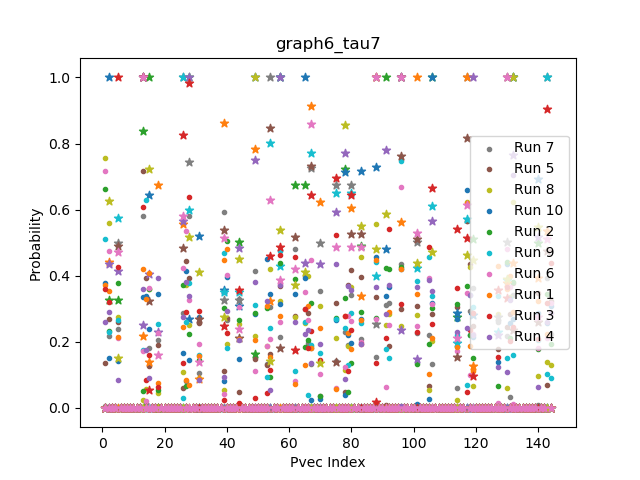 graph6_tau7
Probability
1.0
0.8
0.6
0.4
0.2
0.0
Run 7
Run 5
Run 8
Run 10
Run 2
Run 9
Run 6
Run 1
Run 3
Run 4
0 20 40 60 80 100 120 140
Pvec Index